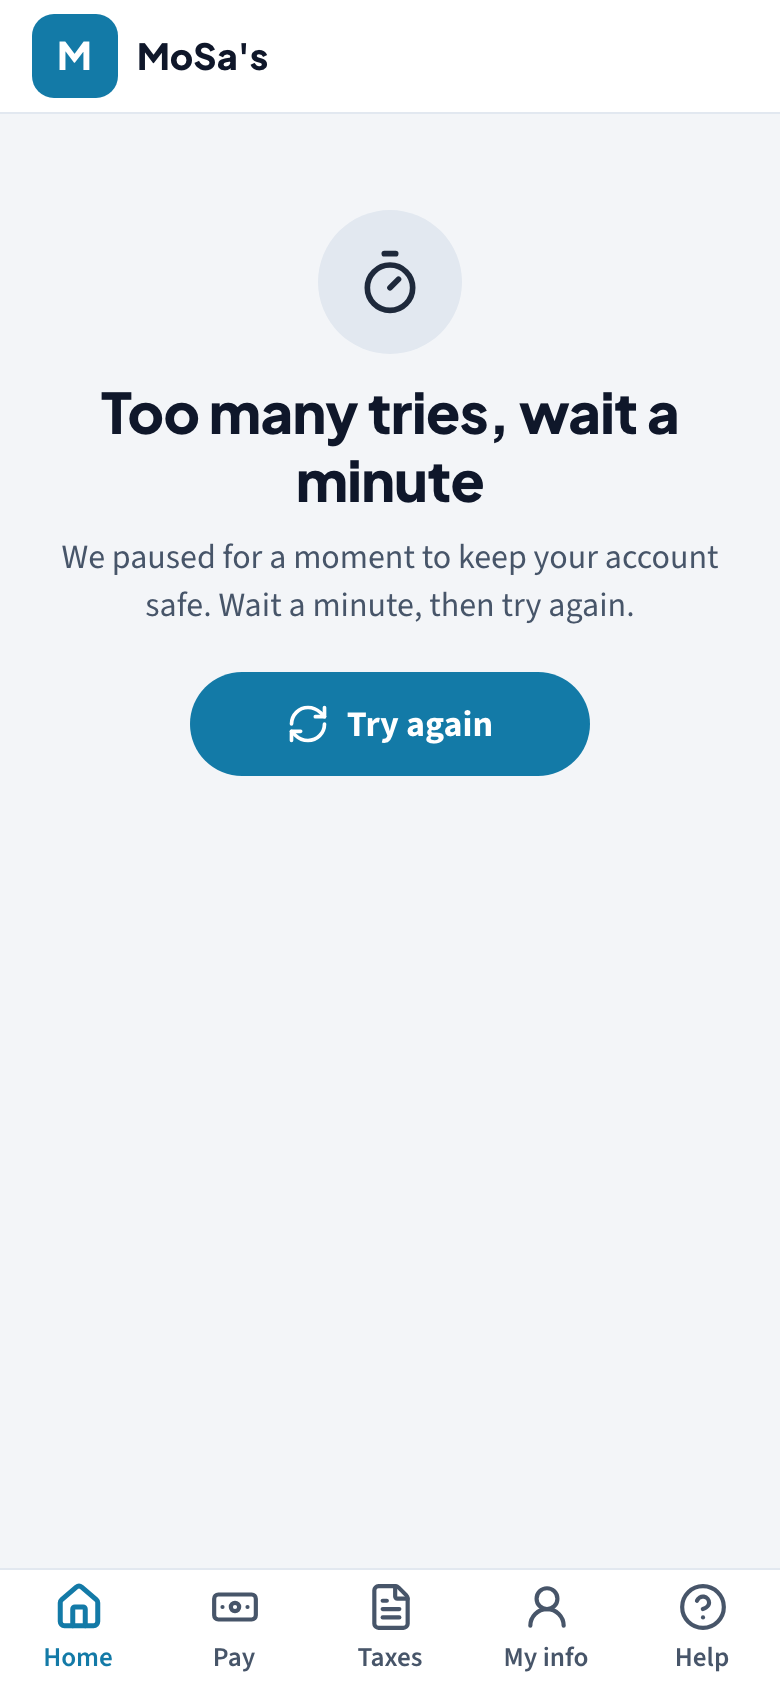 M
MoSa's
Too many tries, wait a
minute
We paused for a moment to keep your account
safe. Wait a minute, then try again.
Try again
Home
Pay
Taxes
My info
Help